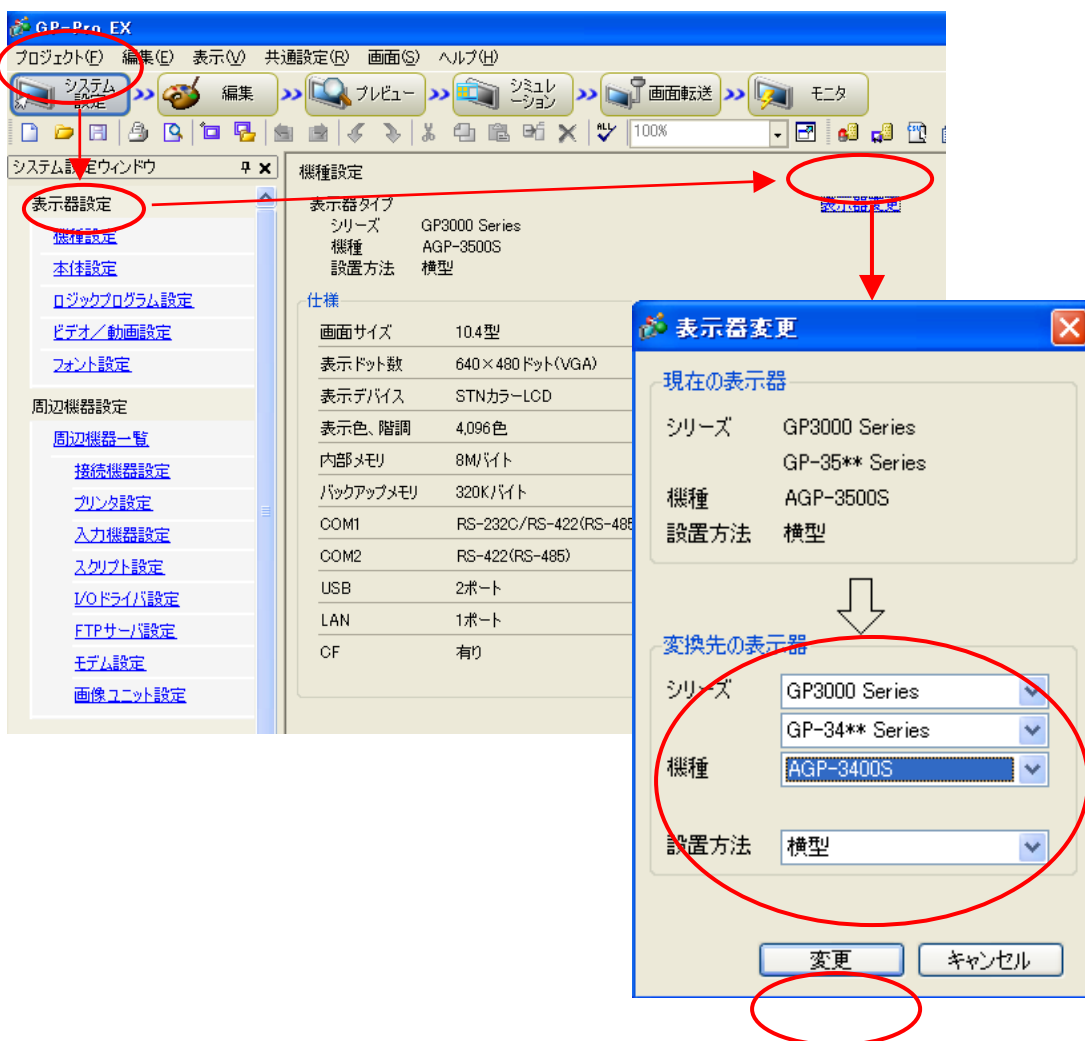 GP-Pro EX
プロジェクト(F) 編集(E) 表示(V) 共通設定(R) 画面(S) ヘルプ(H)
システム設定 編集 プレビュー シミュレーション 画面転送 モニタ
100%
システム設定ウィンドウ
表示器設定
機種設定
本体設定
ロジックプログラム設定
ビデオ/動画設定
フォント設定
周辺機器設定
周辺機器一覧
接続機器設定
プリンタ設定
入力機器設定
スクリプト設定
I/Oドライバ設定
FTPサーバ設定
モデム設定
画像ユニット設定
機種設定
表示器タイプ
表示器変更
シリーズ GP3000 Series
機種 AGP-3500S
設置方法 横型
仕様
画面サイズ 10.4型
表示ドット数 640×480ドット(VGA)
表示デバイス STNカラーLCD
表示色、階調 4,096色
内部メモリ 8Mバイト
バックアップメモリ 320Kバイト
COM1 RS-232C/RS-422(RS-485
COM2 RS-422(RS-485)
USB 2ポート
LAN 1ポート
CF 有り
表示器変更
現在の表示器
シリーズ GP3000 Series
GP-35** Series
機種 AGP-3500S
設置方法 横型
変換先の表示器
シリーズ GP3000 Series
GP-34** Series
機種 AGP-3400S
設置方法 横型
変更 キャンセル